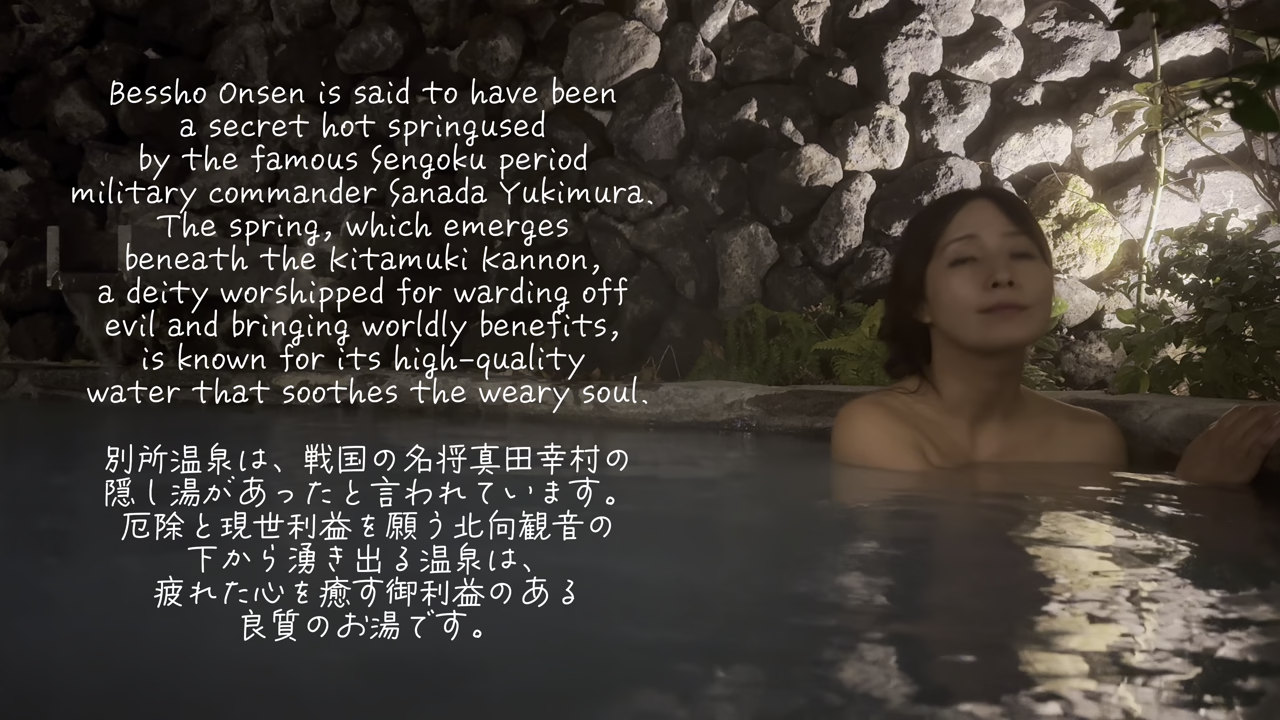 Bessho Onsen is said to have been
a secret hot springused
by the famous Sengoku period
military commander Sanada Yukimura.
The spring, which emerges
beneath the Kitamuki Kannon,
a deity worshipped for warding off
evil and bringing worldly benefits,
is known for its high-quality
water that soothes the weary soul.
別所温泉は、戦国の名将真田幸村の
隠し湯があったと言われています。
厄除と現世利益を願う北向観音の
下から湧き出る温泉は、
疲れた心を癒す御利益のある
良質のお湯です。